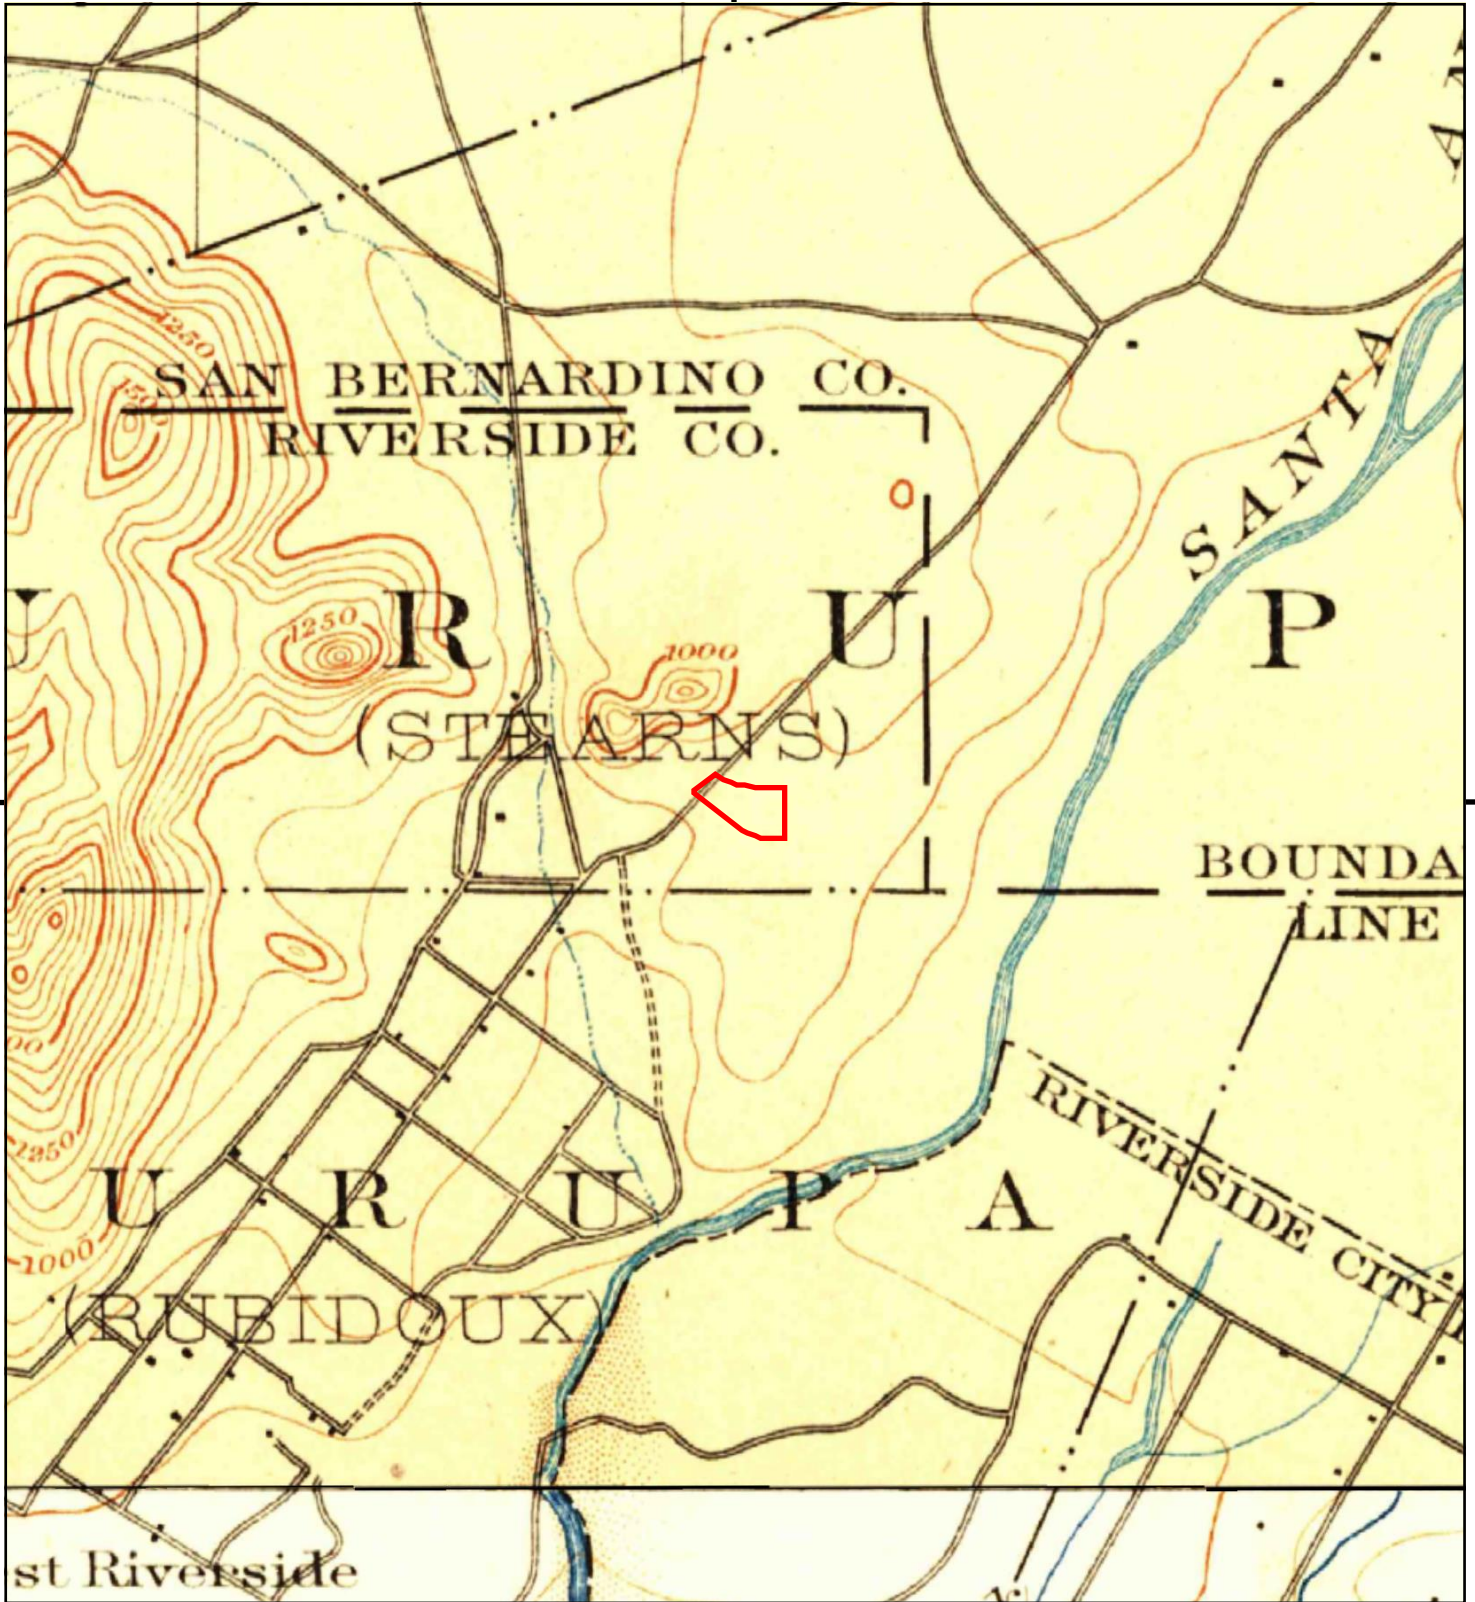 1250
1500
SAN BERNARDINO CO.
RIVERSIDE CO.
SANTA
R U P
1250
1000
(STEARNS)
BOUNDA
LINE
RIVERSIDE CITY
1250
U R U P A
1000
(RUBIDOUX)
st Riverside